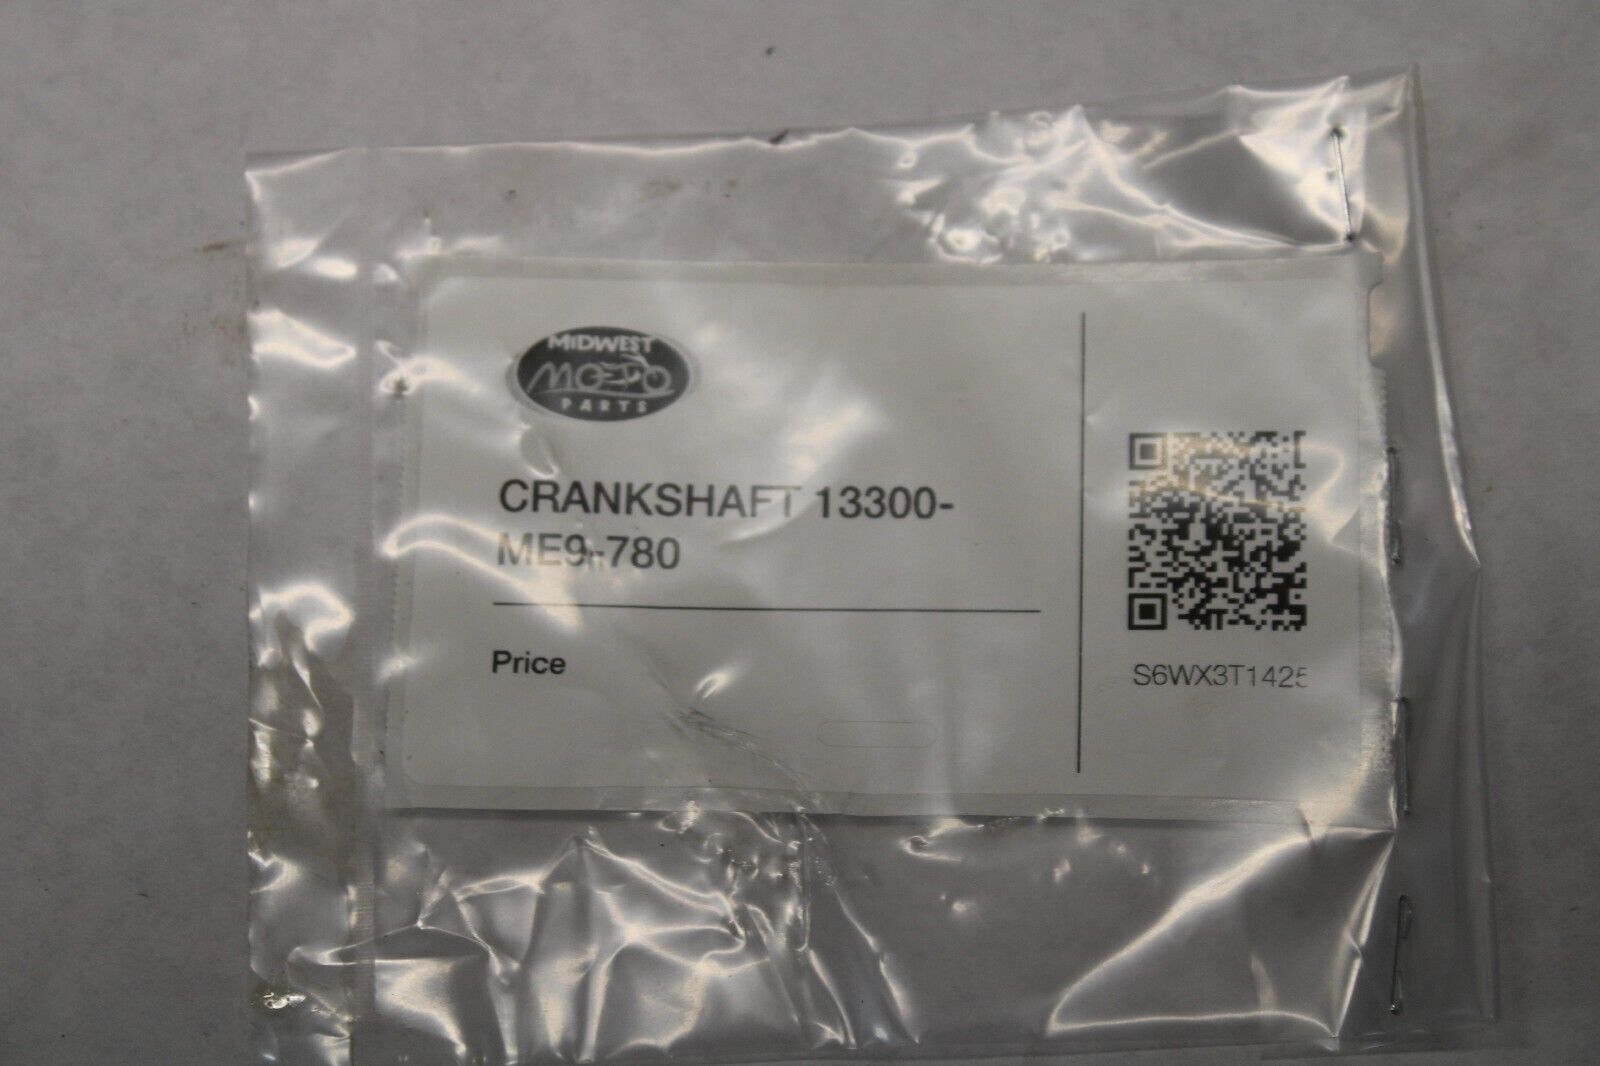 MIDWEST
MOTO
PARTS
CRANKSHAFT 13300-
ME9-780
Price
S6WX3T1425